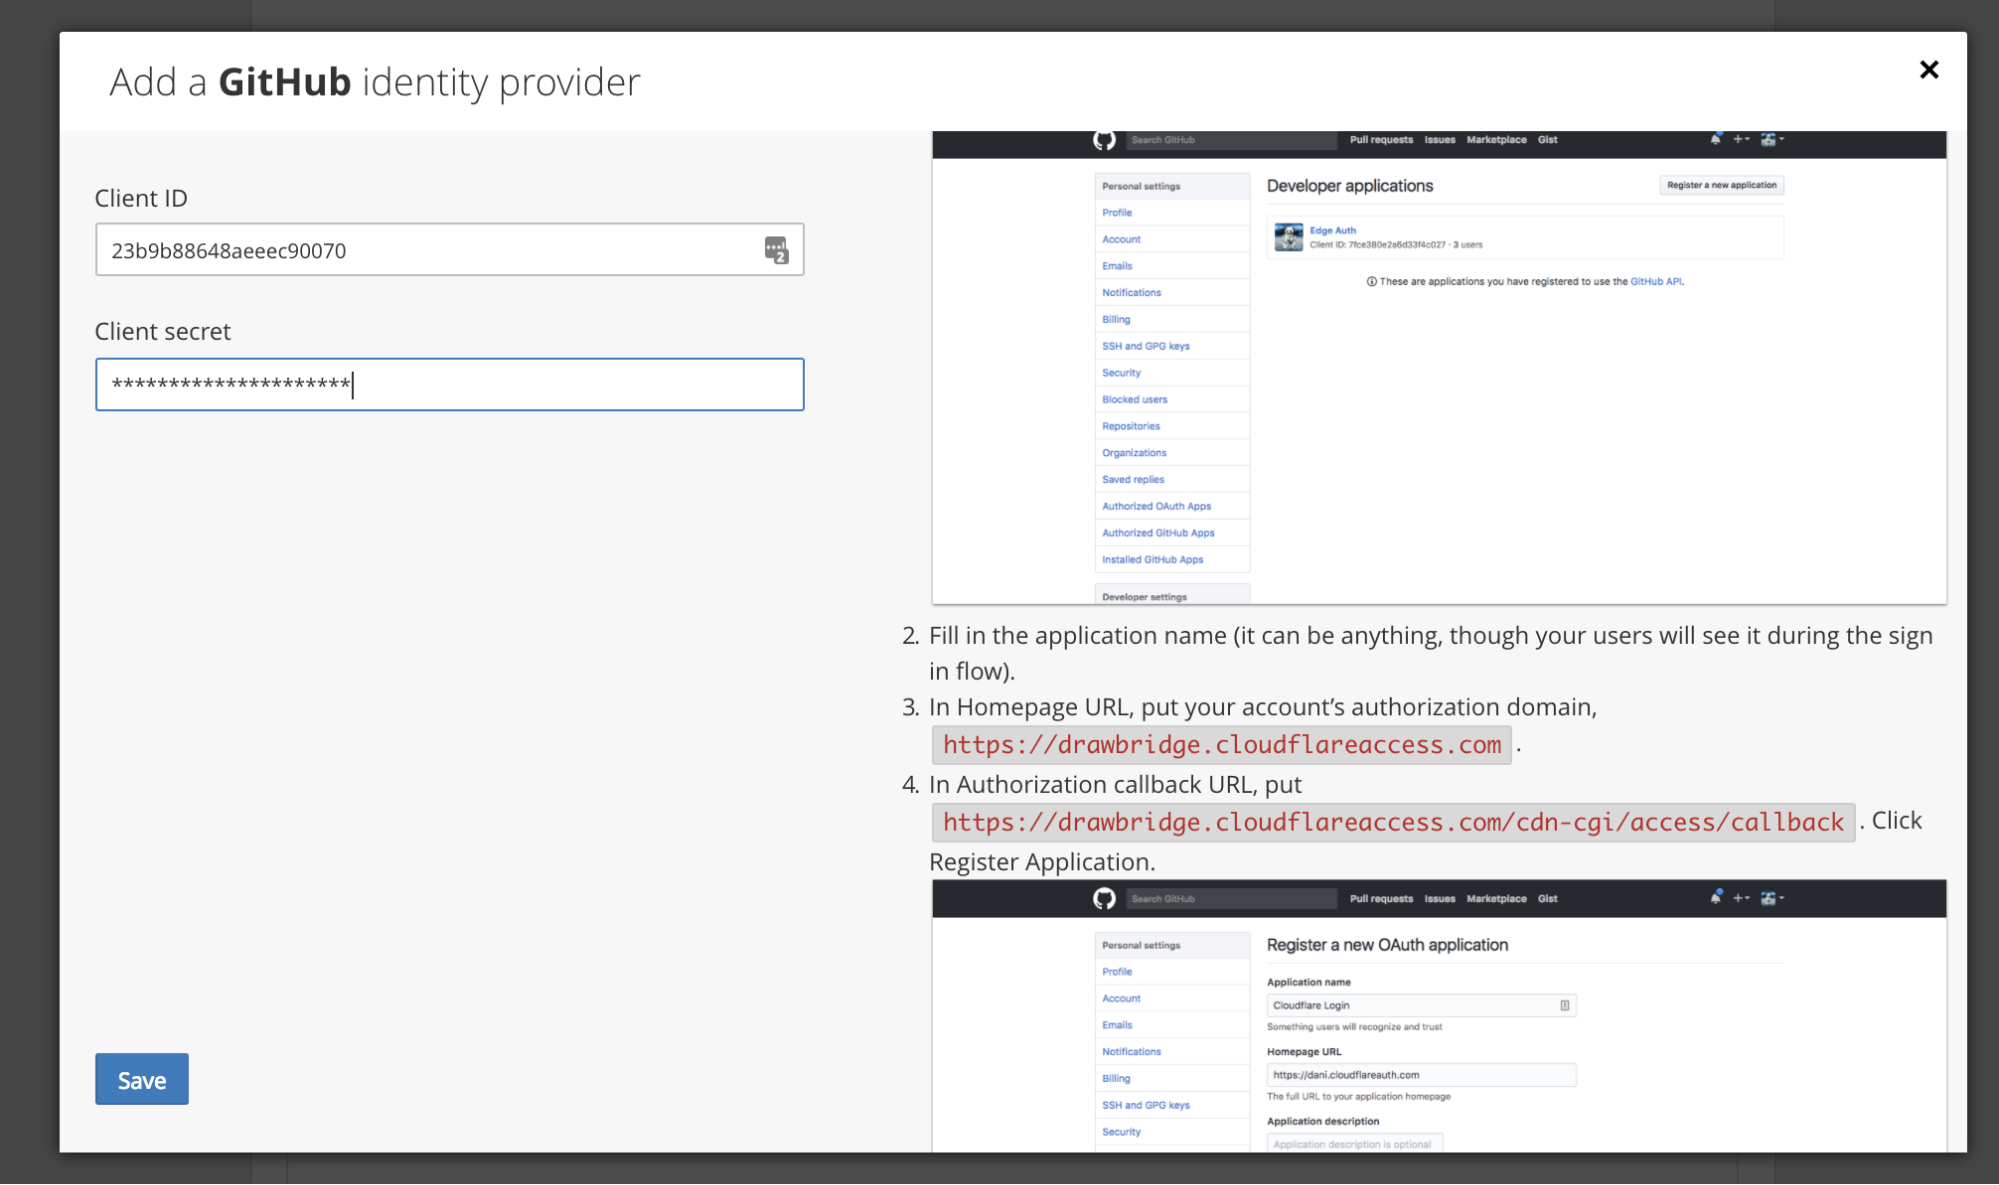 Add a GitHub identity provider
Client ID
23b9b88648aeeec90070
2
Client secret
*********************
Save
Search GitHub
Pull requests Issues Marketplace Gist
Personal settings
Profile
Account
Emails
Notifications
Billing
SSH and GPG keys
Security
Blocked users
Repositories
Organizations
Saved replies
Authorized OAuth Apps
Authorized GitHub Apps
Installed GitHub Apps
Developer settings
Developer applications
Register a new application
Edge Auth
Client ID: 7fce380e2a6d33f4c027 · 3 users
These are applications you have registered to use the GitHub API.
2. Fill in the application name (it can be anything, though your users will see it during the sign
in flow).
3. In Homepage URL, put your account’s authorization domain,
https://drawbridge.cloudflareaccess.com .
4. In Authorization callback URL, put
https://drawbridge.cloudflareaccess.com/cdn-cgi/access/callback . Click
Register Application.
Search GitHub
Pull requests Issues Marketplace Gist
Personal settings
Profile
Account
Emails
Notifications
Billing
SSH and GPG keys
Security
Register a new OAuth application
Application name
Cloudflare Login
Something users will recognize and trust
Homepage URL
https://dani.cloudflareauth.com
The full URL to your application homepage
Application description
Application description is optional